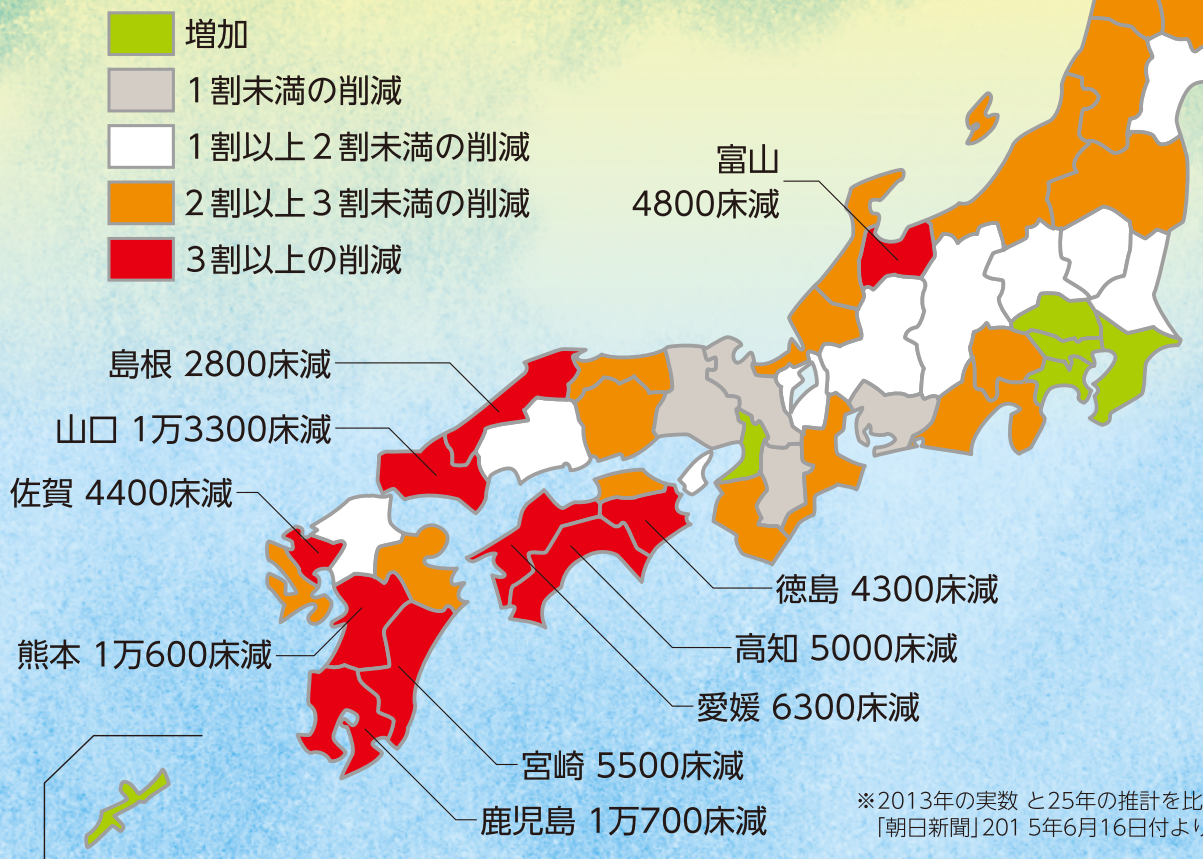 増加
1割未満の削減
1割以上2割未満の削減
2割以上3割未満の削減
3割以上の削減
富山
4800床減
島根 2800床減
山口 1万3300床減
佐賀 4400床減
熊本 1万600床減
徳島 4300床減
高知 5000床減
愛媛 6300床減
宮崎 5500床減
鹿児島 1万700床減
※2013年の実数 と25年の推計を比
「朝日新聞」201 5年6月16日付より